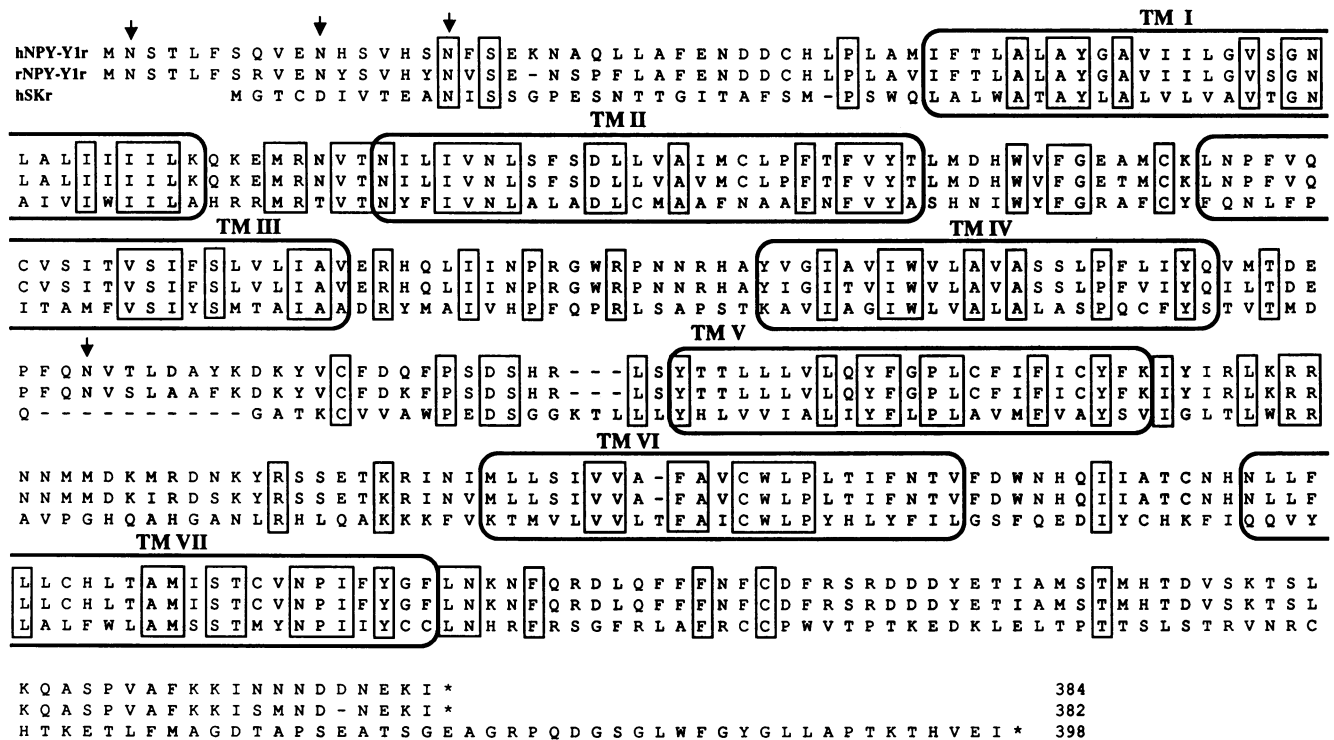 TM I
hNPY-Y1r M N S T L F S Q V E N H S V H S N F S E K N A Q L L A F E N D D C H L P L A M I F T L A L A Y G A V I I L G V S G N
rNPY-Y1r M N S T L F S R V E N Y S V H Y N V S E - N S P F L A F E N D D C H L P L A V I F T L A L A Y G A V I I L G V S G N
hSKr M G T C D I V T E A N I S S G P E S N T T G I T A F S M - P S W Q L A L W A T A Y L A L V L V A V T G N
TM II
L A L I I I I L K Q K E M R N V T N I L I V N L S F S D L L V A I M C L P F T F V Y T L M D H W V F G E A M C K L N P F V Q
L A L I I I I L K Q K E M R N V T N I L I V N L S F S D L L V A V M C L P F T F V Y T L M D H W V F G E T M C K L N P F V Q
A I V I W I I L A H R R M R T V T N Y F I V N L A L A D L C M A A F N A A F N F V Y A S H N I W Y F G R A F C Y F Q N L F P
TM III TM IV
C V S I T V S I F S L V L I A V E R H Q L I I N P R G W R P N N R H A Y V G I A V I W V L A V A S S L P F L I Y Q V M T D E
C V S I T V S I F S L V L I A V E R H Q L I I N P R G W R P N N R H A Y I G I T V I W V L A V A S S L P F V I Y Q I L T D E
I T A M F V S I Y S M T A I A A D R Y M A I V H P F Q P R L S A P S T K A V I A G I W L V A L A L A S P Q C F Y S T V T M D
TM V
P F Q N V T L D A Y K D K Y V C F D Q F P S D S H R - - - L S Y T T L L L V L Q Y F G P L C F I F I C Y F K I Y I R L K R R
P F Q N V S L A A F K D K Y V C F D K F P S D S H R - - - L S Y T T L L L V L Q Y F G P L C F I F I C Y F K I Y I R L K R R
Q - - - - - - - - - - - G A T K C V V A W P E D S G G K T L L L Y H L V V I A L I Y F L P L A V M F V A Y S V I G L T L W R R
TM VI
N N M M D K M R D N K Y R S S E T K R I N I M L L S I V V A - F A V C W L P L T I F N T V F D W N H Q I I A T C N H N L L F
N N M M D K I R D S K Y R S S E T K R I N V M L L S I V V A - F A V C W L P L T I F N T V F D W N H Q I I A T C N H N L L F
A V P G H Q A H G A N L R H L Q A K K K F V K T M V L V V L T F A I C W L P Y H L Y F I L G S F Q E D I Y C H K F I Q Q V Y
TM VII
L L C H L T A M I S T C V N P I F Y G F L N K N F Q R D L Q F F F N F C D F R S R D D D Y E T I A M S T M H T D V S K T S L
L L C H L T A M I S T C V N P I F Y G F L N K N F Q R D L Q F F F N F C D F R S R D D D Y E T I A M S T M H T D V S K T S L
L A L F W L A M S S T M Y N P I I Y C C L N H R F R S G F R L A F R C C P W V T P T K E D K L E L T P T T S L S T R V N R C
K Q A S P V A F K K I N N N D D N E K I * 384
K Q A S P V A F K K I S M N D - N E K I * 382
H T K E T L F M A G D T A P S E A T S G E A G R P Q D G S G L W F G Y G L L A P T K T H V E I * 398